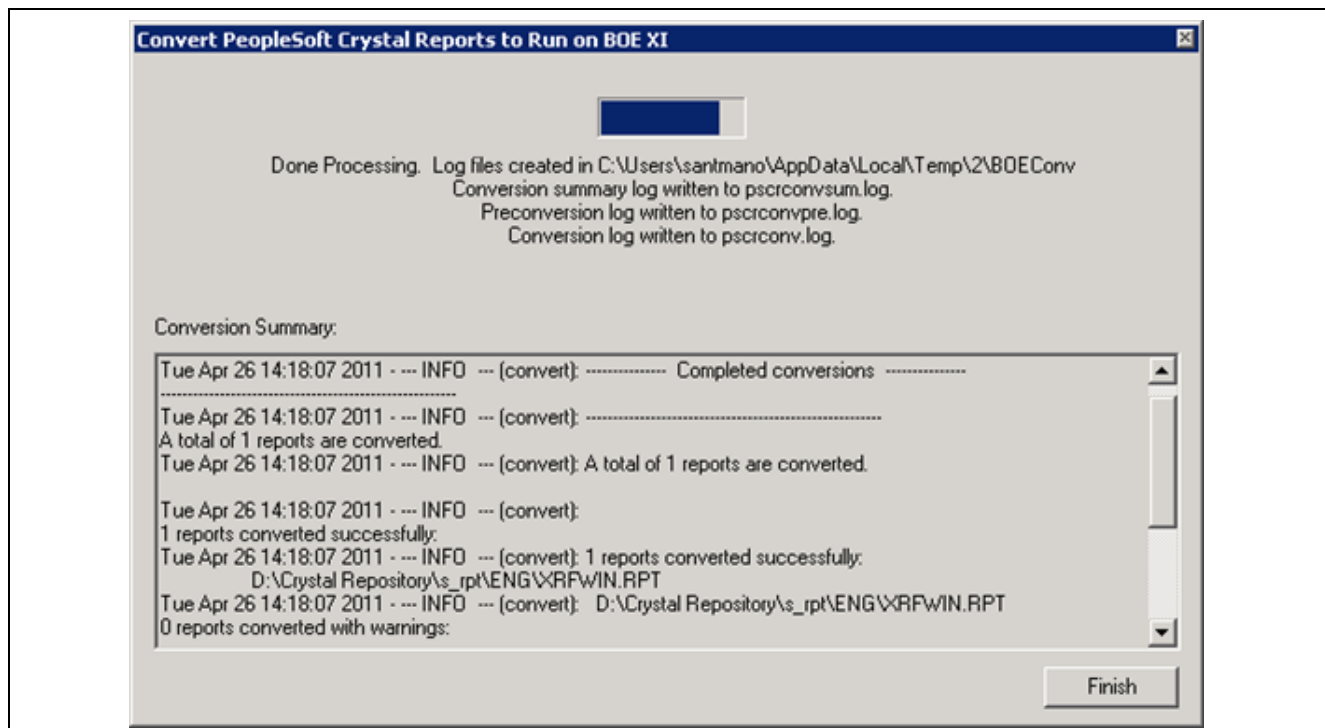 Convert PeopleSoft Crystal Reports to Run on BOE XI
Done Processing. Log files created in C:\Users\santmano\AppData\Local\Temp\2\BOEConv
Conversion summary log written to pscrconvsum.log.
Preconversion log written to pscrconvpre.log.
Conversion log written to pscrconv.log.
Conversion Summary:
Tue Apr 26 14:18:07 2011 - --- INFO --- (convert): --------------- Completed conversions ---------------
-------------------------------------------------------
Tue Apr 26 14:18:07 2011 - --- INFO --- (convert): -------------------------------------------------------
A total of 1 reports are converted.
Tue Apr 26 14:18:07 2011 - --- INFO --- (convert): A total of 1 reports are converted.
Tue Apr 26 14:18:07 2011 - --- INFO --- (convert):
1 reports converted successfully:
Tue Apr 26 14:18:07 2011 - --- INFO --- (convert): 1 reports converted successfully:
D:\Crystal Repository\s_rpt\ENG\XRFWIN.RPT
Tue Apr 26 14:18:07 2011 - --- INFO --- (convert): D:\Crystal Repository\s_rpt\ENG\XRFWIN.RPT
0 reports converted with warnings:
Finish